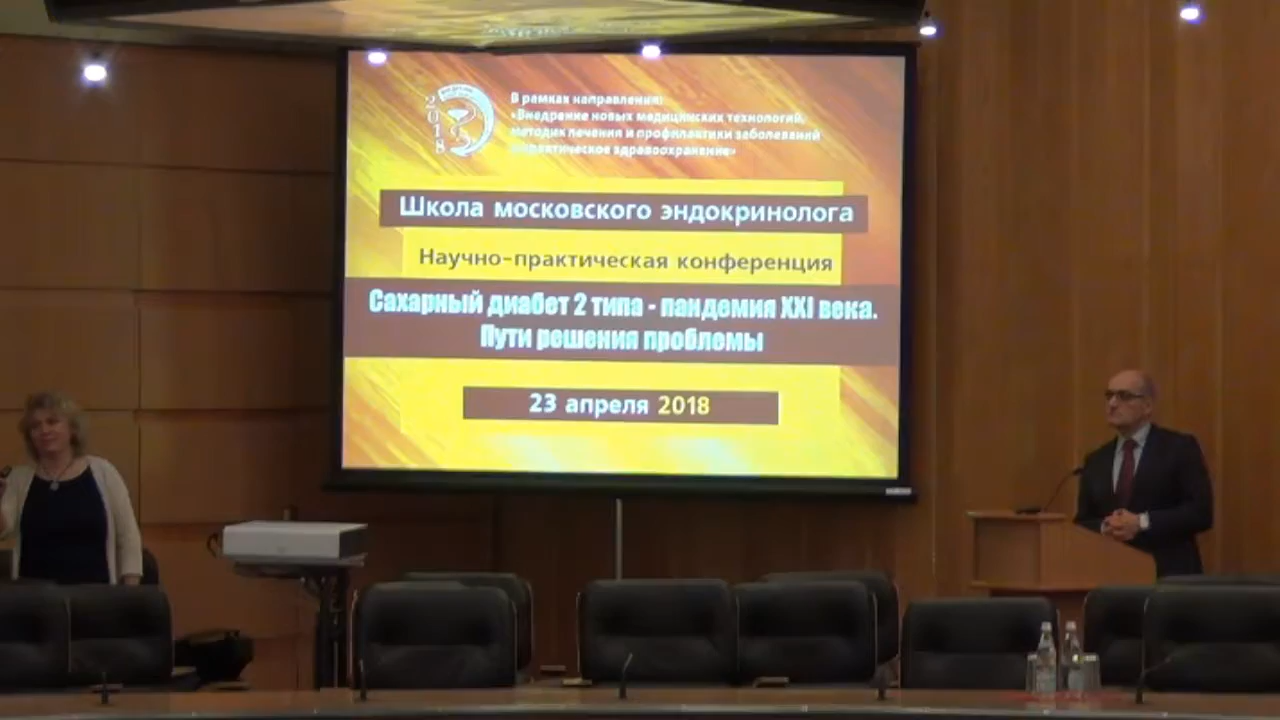 2018
В рамках направления:
«Внедрение новых медицинских технологий,
методик лечения и профилактики заболеваний
в практическое здравоохранение»
Школа московского эндокринолога
Научно-практическая конференция
Сахарный диабет 2 типа - пандемия XXI века.
Пути решения проблемы
23 апреля 2018